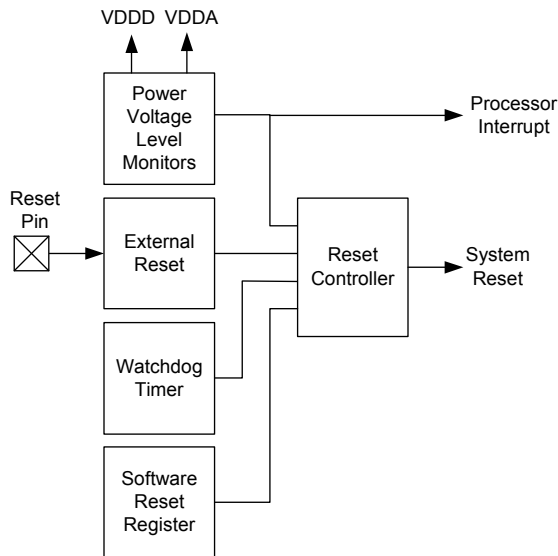 VDDD VDDA
Power
Voltage
Level
Monitors
Processor
Interrupt
Reset
Pin
External
Reset
Reset
Controller
System
Reset
Watchdog
Timer
Software
Reset
Register